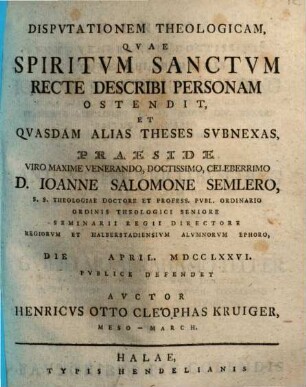 DISPVTATIONEM THEOLOGICAM,
QVAE
SPIRITVM SANCTVM
RECTE DESCRIBI PERSONAM
OSTENDIT,
ET
QVASDAM ALIAS THESES SVBNEXAS,
PRAESIDE
VIRO MAXIME VENERANDO, DOCTISSIMO, CELEBERRIMO
D. IOANNE SALOMONE SEMLERO,
S. S. THEOLOGIAE DOCTORE ET PROFESS. PVBL. ORDINARIO
ORDINIS THEOLOGICI SENIORE
SEMINARII REGII DIRECTORE
REGIORVM ET HALBERSTADIENSIVM ALVMNORVM EPHORO,
DIE APRIL. MDCCLXXVI.
PVBLICE DEFENDET
AVCTOR
HENRICVS OTTO CLEOPHAS KRUIGER,
MESO-MARCH.
HALAE,
TYPIS HENDELIANIS